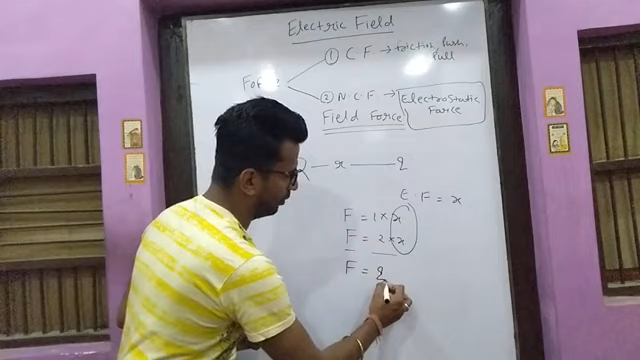 Electric Field
① C.F → friction, Push, Pull
Force
② N.C.F. → ElectroStatic Force
Field Force
Q — r — q
E.F = x
F = 1 × x
F = 2 × x
F = q